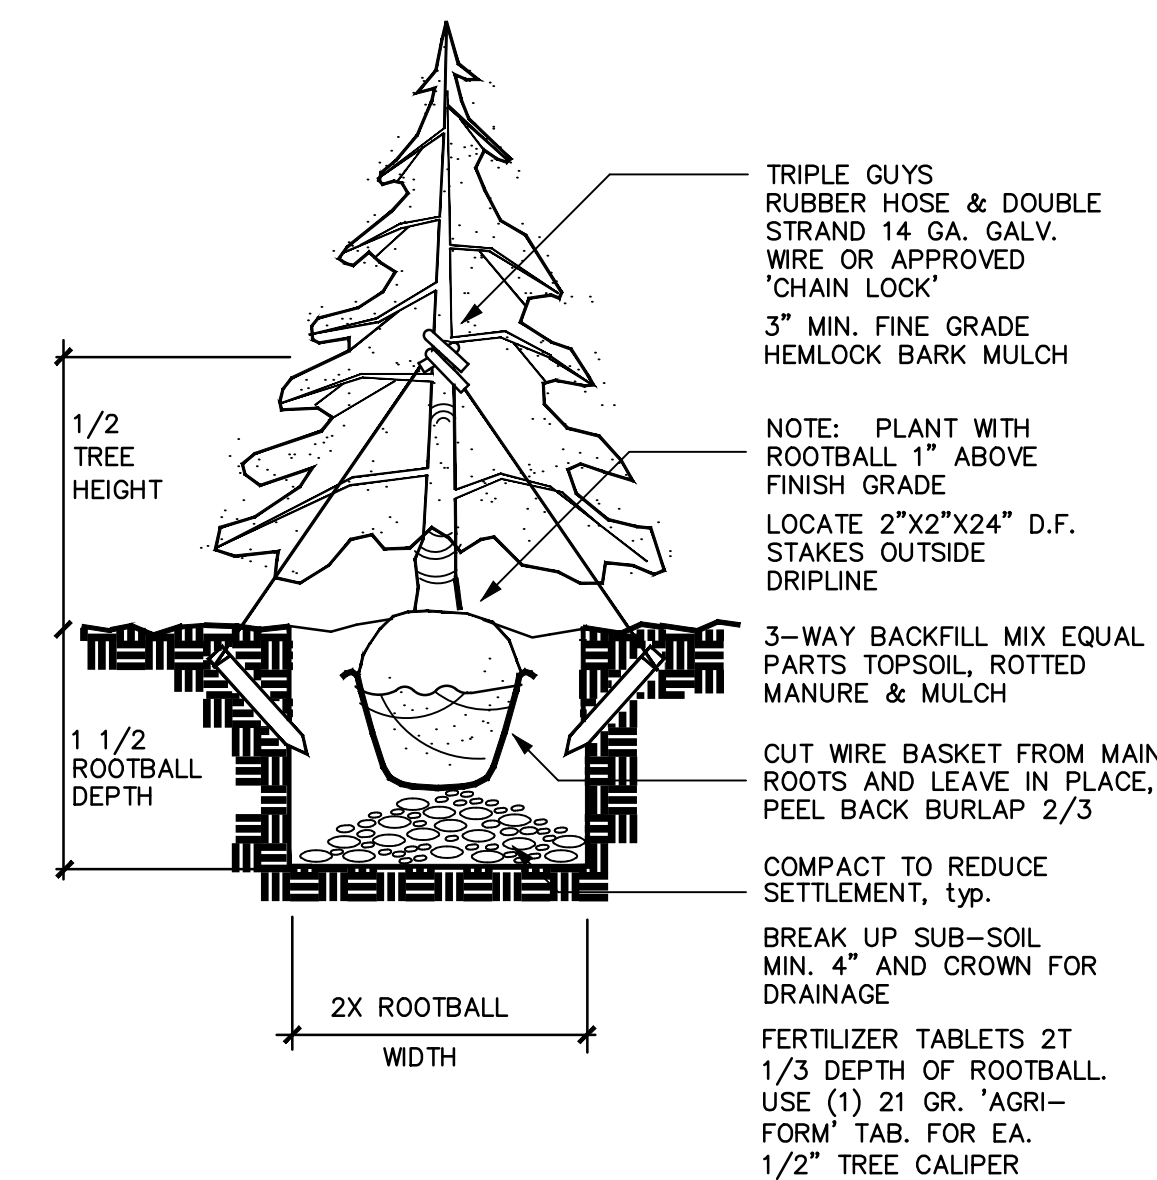 TRIPLE GUYS
RUBBER HOSE & DOUBLE
STRAND 14 GA. GALV.
WIRE OR APPROVED
'CHAIN LOCK'
3" MIN. FINE GRADE
HEMLOCK BARK MULCH
NOTE: PLANT WITH
ROOTBALL 1" ABOVE
FINISH GRADE
LOCATE 2"X2"X24" D.F.
STAKES OUTSIDE
DRIPLINE
3-WAY BACKFILL MIX EQUAL
PARTS TOPSOIL, ROTTED
MANURE & MULCH
CUT WIRE BASKET FROM MAIN
ROOTS AND LEAVE IN PLACE,
PEEL BACK BURLAP 2/3
COMPACT TO REDUCE
SETTLEMENT, typ.
BREAK UP SUB-SOIL
MIN. 4" AND CROWN FOR
DRAINAGE
FERTILIZER TABLETS 2T
1/3 DEPTH OF ROOTBALL.
USE (1) 21 GR. 'AGRI-
FORM' TAB. FOR EA.
1/2" TREE CALIPER
1/2
TREE
HEIGHT
1 1/2
ROOTBALL
DEPTH
2X ROOTBALL
WIDTH